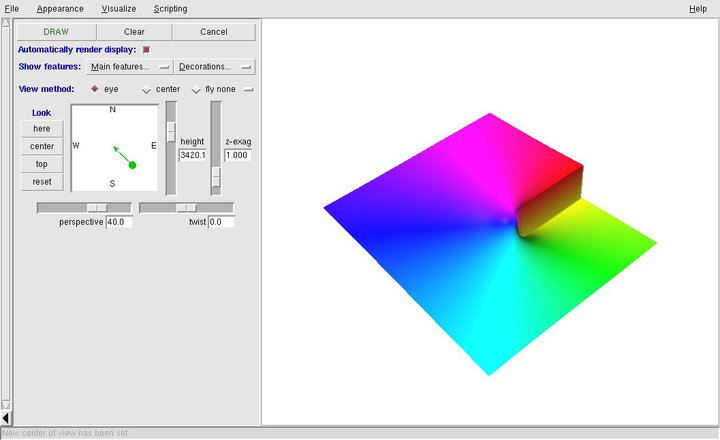 File Appearance Visualize Scripting Help
DRAW Clear Cancel
Automatically render display:
Show features: Main features... Decorations...
View method: eye center fly none
Look
here
center
top
reset
N
W E
S
height
3420.1
z-exag
1.000
perspective 40.0 twist 0.0
New center of view has been set